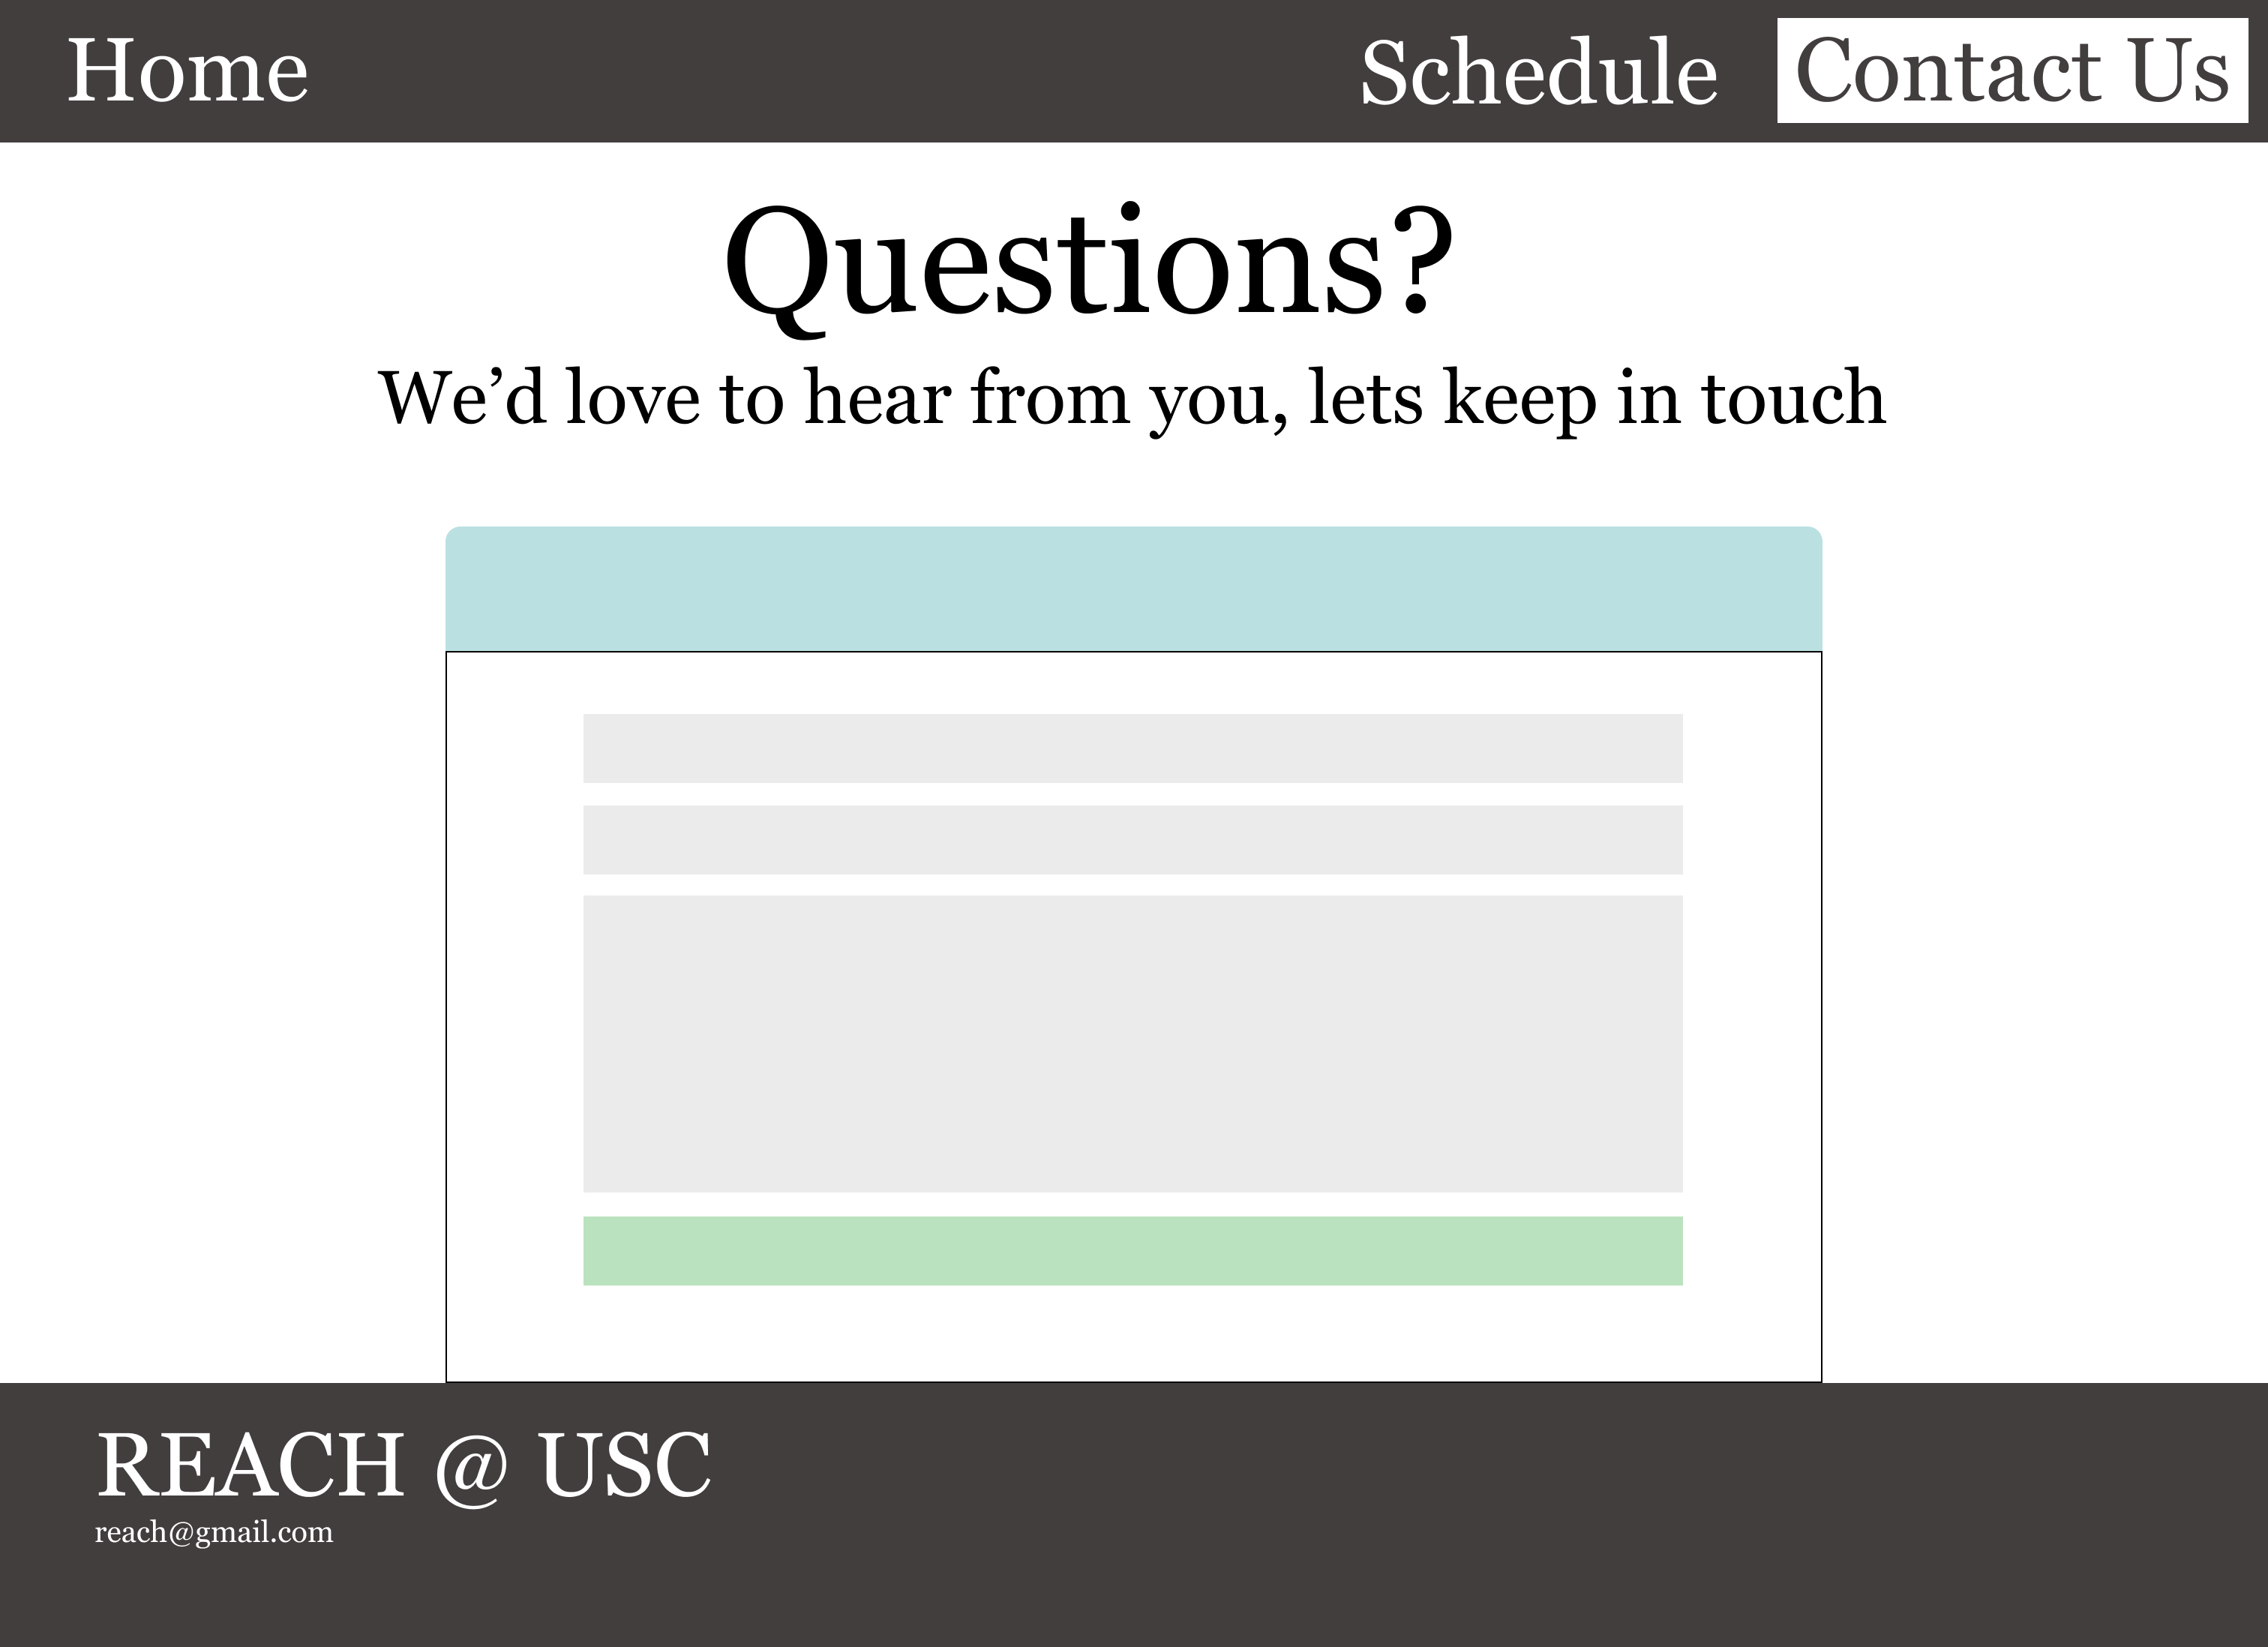 Home
Schedule
Contact Us
Questions?
We’d love to hear from you, lets keep in touch
REACH @ USC
reach@gmail.com